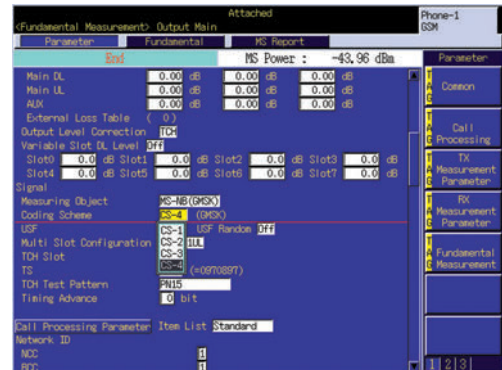 Attached
Phone-1
GSM
<Fundamental Measurement> Output Main
Parameter Fundamental MS Report
End MS Power : -43.96 dBm
Parameter
Main DL 0.00 dB 0.00 dB 0.00 dB
Main UL 0.00 dB 0.00 dB 0.00 dB
AUX 0.00 dB 0.00 dB 0.00 dB
External Loss Table ( 0)
Output Level Correction TCH
Variable Slot DL Level Off
Slot0 0.0 dB Slot1 0.0 dB Slot2 0.0 dB Slot3 0.0 dB
Slot4 0.0 dB Slot5 0.0 dB Slot6 0.0 dB Slot7 0.0 dB
Signal
Measuring Object MS-NB(GMSK)
Coding Scheme CS-4 (GMSK)
USF CS-1 USF Random Off
Multi Slot Configuration CS-2 1UL
TCH Slot CS-3
TS CS-4 (=0970897)
TCH Test Pattern PN15
Timing Advance 0 bit
Call Processing Parameter Item List Standard
Network ID
NCC 1
BCC 1
TAG Common
TAG Call Processing
TAG TX Measurement Parameter
TAG RX Measurement Parameter
TAG Fundamental Measurement
1 2 3